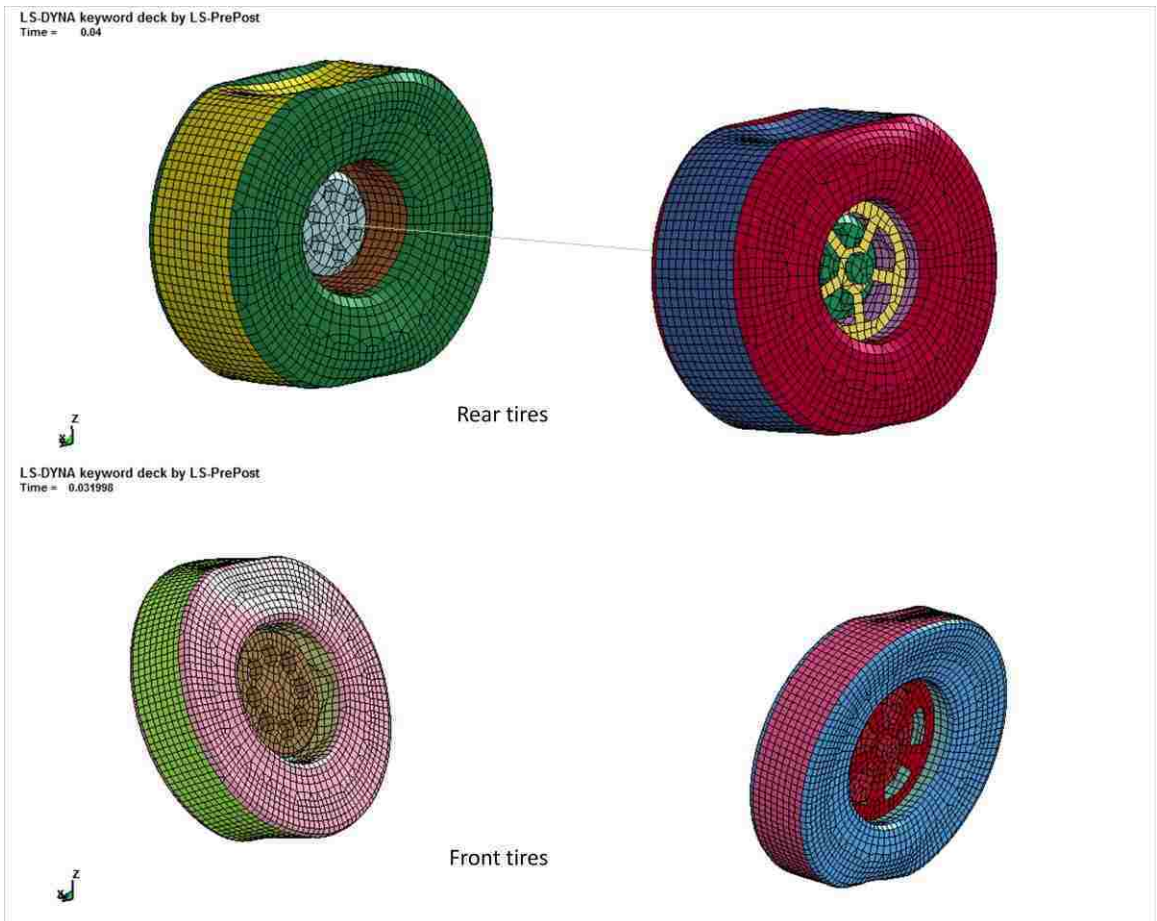 LS-DYNA keyword deck by LS-PrePost
Time = 0.04
Rear tires
Z
LS-DYNA keyword deck by LS-PrePost
Time = 0.031998
Front tires
Z